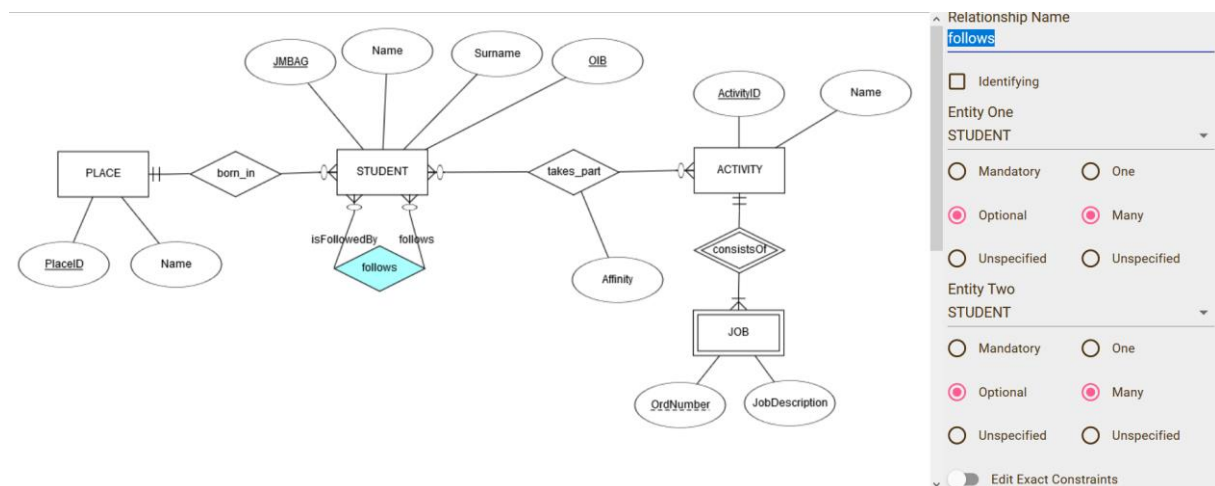 JMBAG
Name
Surname
OIB
ActivityID
Name
PLACE
born_in
STUDENT
takes_part
ACTIVITY
isFollowedBy
follows
follows
PlaceID
Name
Affinity
consistsOf
JOB
OrdNumber
JobDescription
Relationship Name
follows
Identifying
Entity One
STUDENT
Mandatory
One
Optional
Many
Unspecified
Unspecified
Entity Two
STUDENT
Mandatory
One
Optional
Many
Unspecified
Unspecified
Edit Exact Constraints